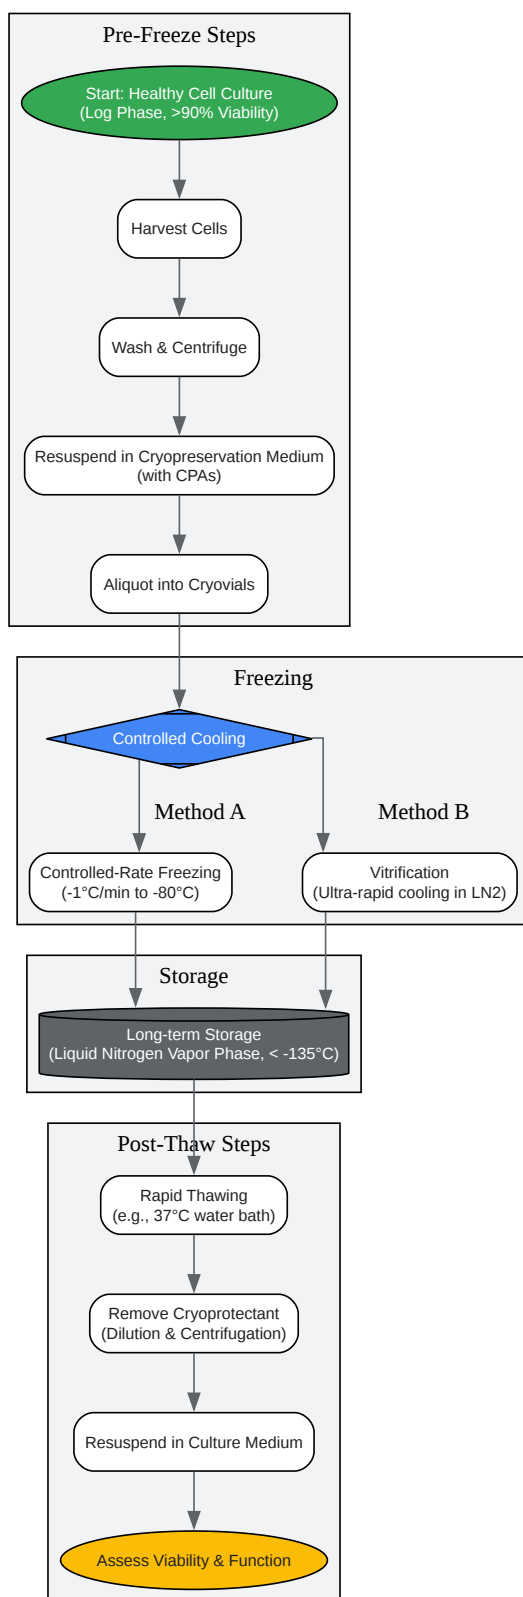 Pre-Freeze Steps
Start: Healthy Cell Culture
(Log Phase, >90% Viability)
Harvest Cells
Wash & Centrifuge
Resuspend in Cryopreservation Medium
(with CPAs)
Aliquot into Cryovials
Freezing
Controlled Cooling
Method A
Method B
Controlled-Rate Freezing
(-1°C/min to -80°C)
Vitrification
(Ultra-rapid cooling in LN2)
Storage
Long-term Storage
(Liquid Nitrogen Vapor Phase, < -135°C)
Post-Thaw Steps
Rapid Thawing
(e.g., 37°C water bath)
Remove Cryoprotectant
(Dilution & Centrifugation)
Resuspend in Culture Medium
Assess Viability & Function